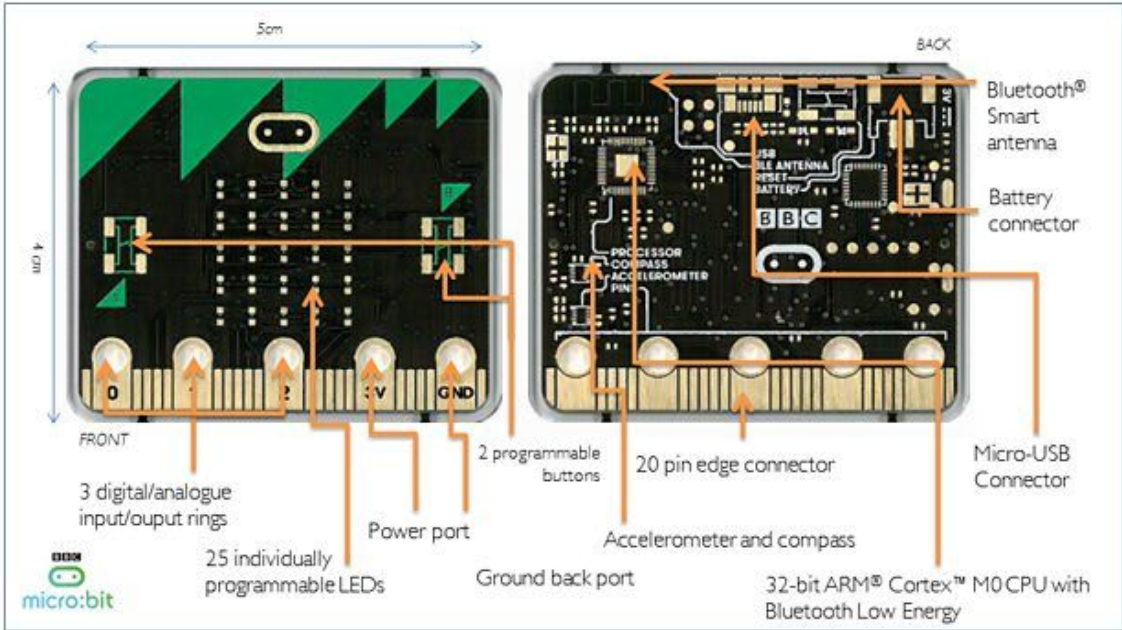 5cm
BACK
4 cm
FRONT
0
1
2
3V
GND
B
USB
BLE ANTENNA
RESET
BATTERY
BBC
PROCESSOR
COMPASS
ACCELEROMETER
PINS
3V
Bluetooth® Smart
antenna
Battery
connector
Micro-USB
Connector
2 programmable
buttons
20 pin edge connector
3 digital/analogue
input/ouput rings
Power port
Accelerometer and compass
25 individually
programmable LEDs
Ground back port
32-bit ARM® Cortex™ M0 CPU with
Bluetooth Low Energy
BBC
micro:bit